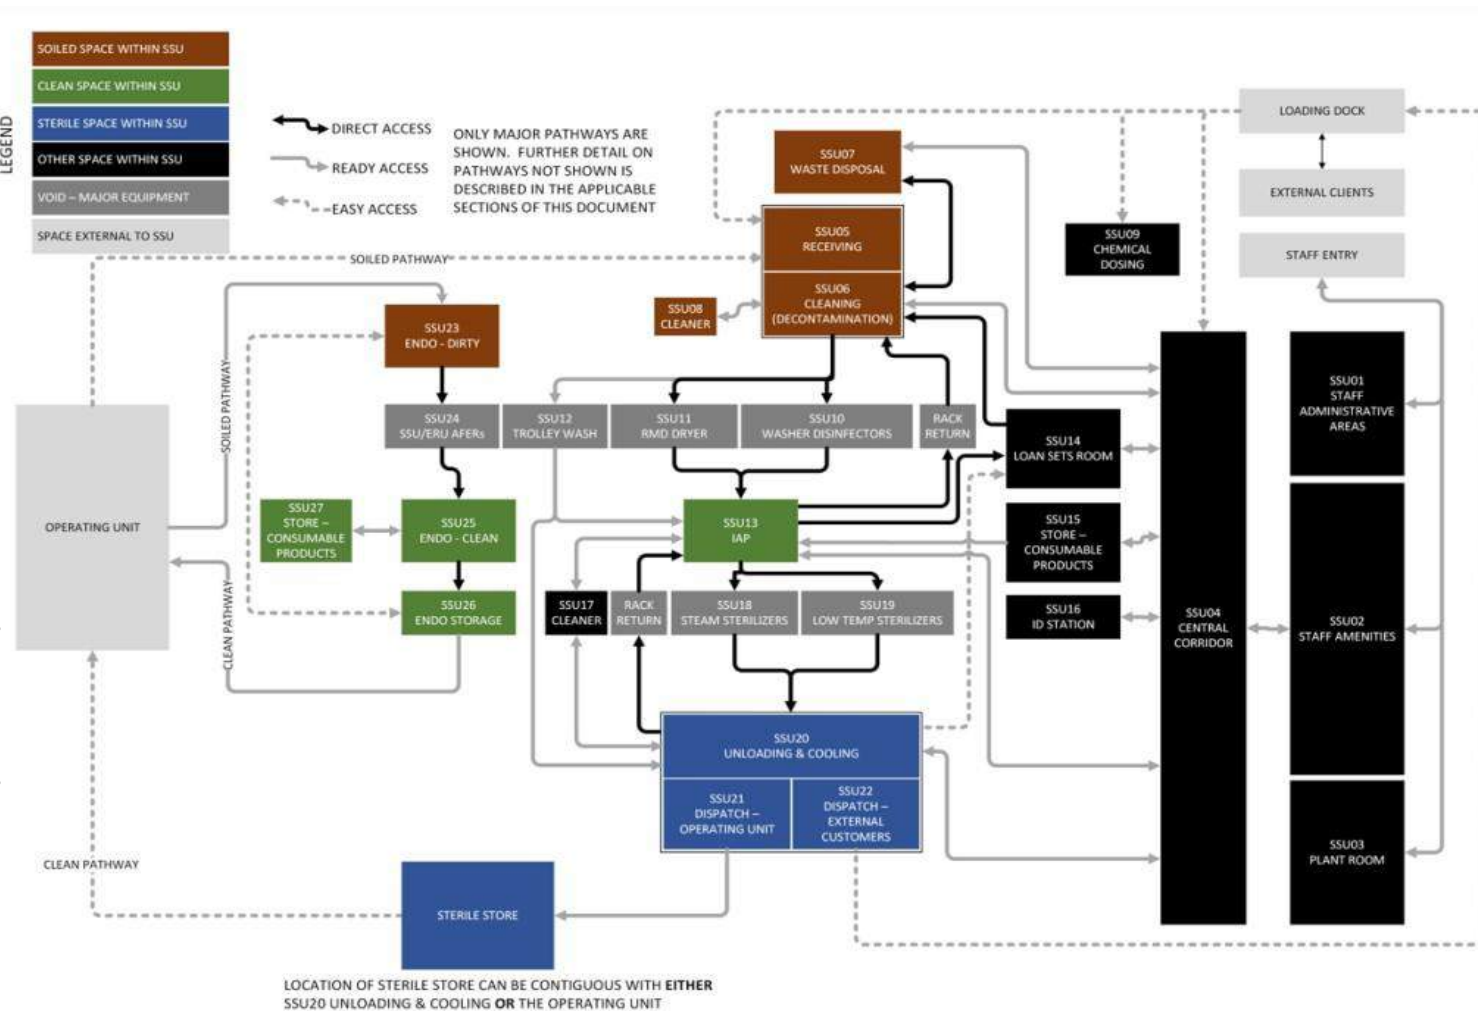 LEGEND
SOILED SPACE WITHIN SSU
CLEAN SPACE WITHIN SSU
STERILE SPACE WITHIN SSU
OTHER SPACE WITHIN SSU
VOID – MAJOR EQUIPMENT
SPACE EXTERNAL TO SSU
DIRECT ACCESS
READY ACCESS
EASY ACCESS
ONLY MAJOR PATHWAYS ARE
SHOWN. FURTHER DETAIL ON
PATHWAYS NOT SHOWN IS
DESCRIBED IN THE APPLICABLE
SECTIONS OF THIS DOCUMENT
SSU07
WASTE DISPOSAL
LOADING DOCK
EXTERNAL CLIENTS
STAFF ENTRY
SSU09
CHEMICAL
DOSING
SSU05
RECEIVING
SOILED PATHWAY
SSU06
CLEANING
(DECONTAMINATION)
SSU08
CLEANER
SSU23
ENDO - DIRTY
SOILED PATHWAY
SSU24
SSU/ERU AFERs
SSU12
TROLLEY WASH
SSU11
RMD DRYER
SSU10
WASHER DISINFECTORS
RACK
RETURN
SSU14
LOAN SETS ROOM
SSU01
STAFF
ADMINISTRATIVE
AREAS
OPERATING UNIT
SSU27
STORE –
CONSUMABLE
PRODUCTS
SSU25
ENDO - CLEAN
SSU13
IAP
SSU15
STORE –
CONSUMABLE
PRODUCTS
SSU26
ENDO STORAGE
SSU17
CLEANER
RACK
RETURN
SSU18
STEAM STERILIZERS
SSU19
LOW TEMP STERILIZERS
SSU16
ID STATION
SSU04
CENTRAL
CORRIDOR
SSU02
STAFF AMENITIES
CLEAN PATHWAY
SSU20
UNLOADING & COOLING
SSU21
DISPATCH –
OPERATING UNIT
SSU22
DISPATCH –
EXTERNAL
CUSTOMERS
SSU03
PLANT ROOM
CLEAN PATHWAY
STERILE STORE
LOCATION OF STERILE STORE CAN BE CONTIGUOUS WITH EITHER
SSU20 UNLOADING & COOLING OR THE OPERATING UNIT